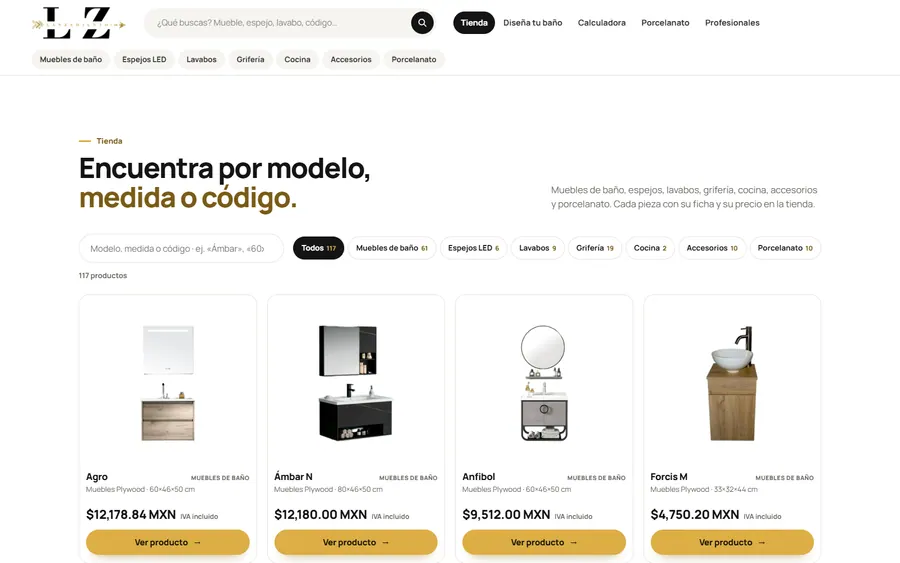 LZ
¿Qué buscas? Mueble, espejo, lavabo, código...
Tienda
Diseña tu baño
Calculadora
Porcelanato
Profesionales
Muebles de baño
Espejos LED
Lavabos
Grifería
Cocina
Accesorios
Porcelanato
Tienda
Encuentra por modelo,
medida o código.
Muebles de baño, espejos, lavabos, grifería, cocina, accesorios
y porcelanato. Cada pieza con su ficha y su precio en la tienda.
Modelo, medida o código · ej. «Ámbar», «60›
Todos 117
Muebles de baño 61
Espejos LED 6
Lavabos 9
Grifería 19
Cocina 2
Accesorios 10
Porcelanato 10
117 productos
Agro MUEBLES DE BAÑO
Muebles Plywood · 60×46×50 cm
$12,178.84 MXN IVA incluido
Ver producto →
Ámbar N MUEBLES DE BAÑO
Muebles Plywood · 80×46×50 cm
$12,180.00 MXN IVA incluido
Ver producto →
Anfibol MUEBLES DE BAÑO
Muebles Plywood · 60×46×50 cm
$9,512.00 MXN IVA incluido
Ver producto →
Forcis M MUEBLES DE BAÑO
Muebles Plywood · 33×32×44 cm
$4,750.20 MXN IVA incluido
Ver producto →